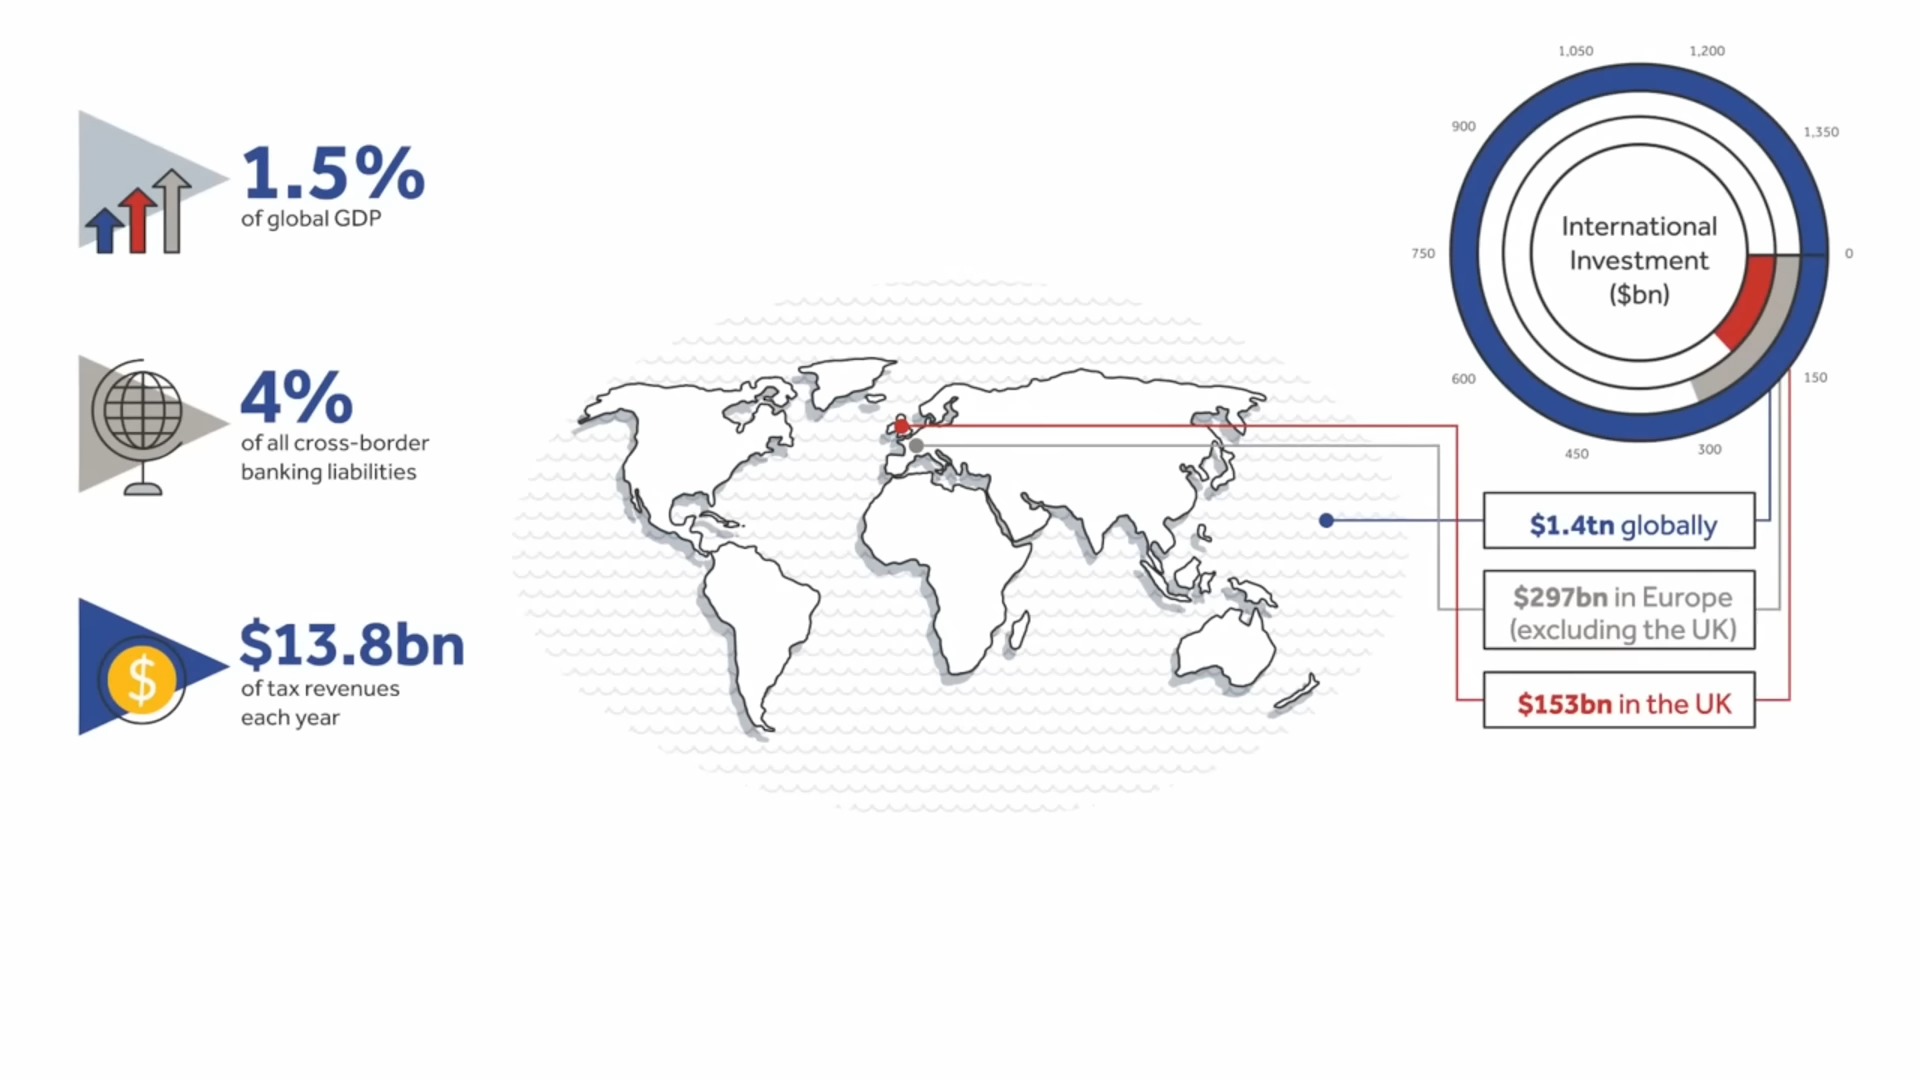 1.5%
of global GDP
4%
of all cross-border
banking liabilities
$13.8bn
of tax revenues
each year
1,050
1,200
900
1,350
International
Investment
($bn)
750
0
600
150
450
300
$1.4tn globally
$297bn in Europe
(excluding the UK)
$153bn in the UK
$